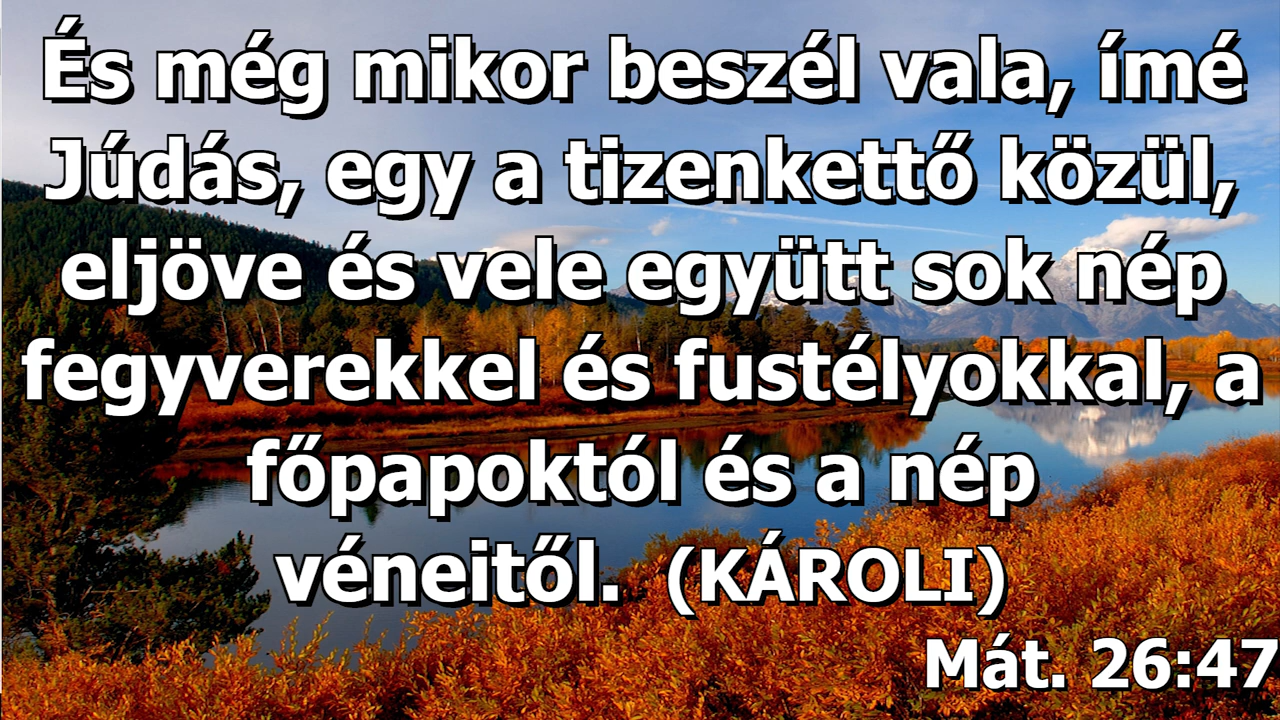 És még mikor beszél vala, ímé
Júdás, egy a tizenkettő közül,
eljöve és vele együtt sok nép
fegyverekkel és fustélyokkal, a
főpapoktól és a nép
véneitől. (KÁROLI)
Mát. 26:47